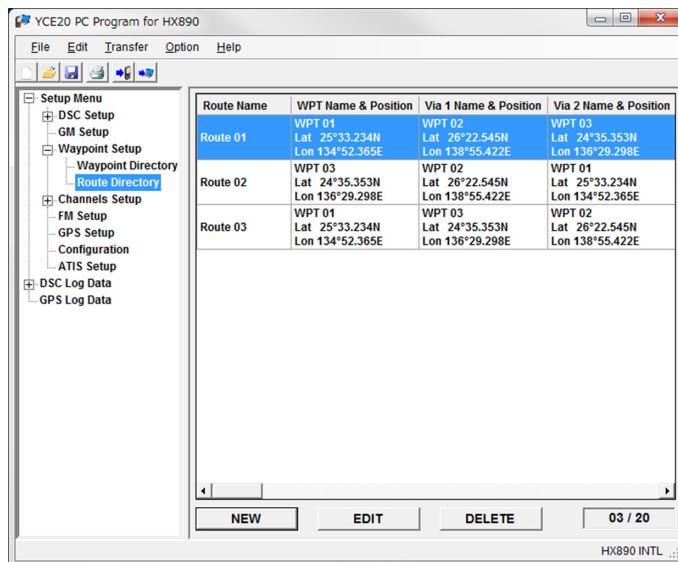 YCE20 PC Program for HX890
File Edit Transfer Option Help
Setup Menu
DSC Setup
GM Setup
Waypoint Setup
Waypoint Directory
Route Directory
Channels Setup
FM Setup
GPS Setup
Configuration
ATIS Setup
DSC Log Data
GPS Log Data
Route Name WPT Name & Position Via 1 Name & Position Via 2 Name & Position
WPT 01 WPT 02 WPT 03
Route 01 Lat 25°33.234N Lat 26°22.545N Lat 24°35.353N
Lon 134°52.365E Lon 138°55.422E Lon 136°29.298E
WPT 03 WPT 02 WPT 01
Route 02 Lat 24°35.353N Lat 26°22.545N Lat 25°33.234N
Lon 136°29.298E Lon 138°55.422E Lon 134°52.365E
WPT 01 WPT 03 WPT 02
Route 03 Lat 25°33.234N Lat 24°35.353N Lat 26°22.545N
Lon 134°52.365E Lon 136°29.298E Lon 138°55.422E
NEW EDIT DELETE 03 / 20
HX890 INTL